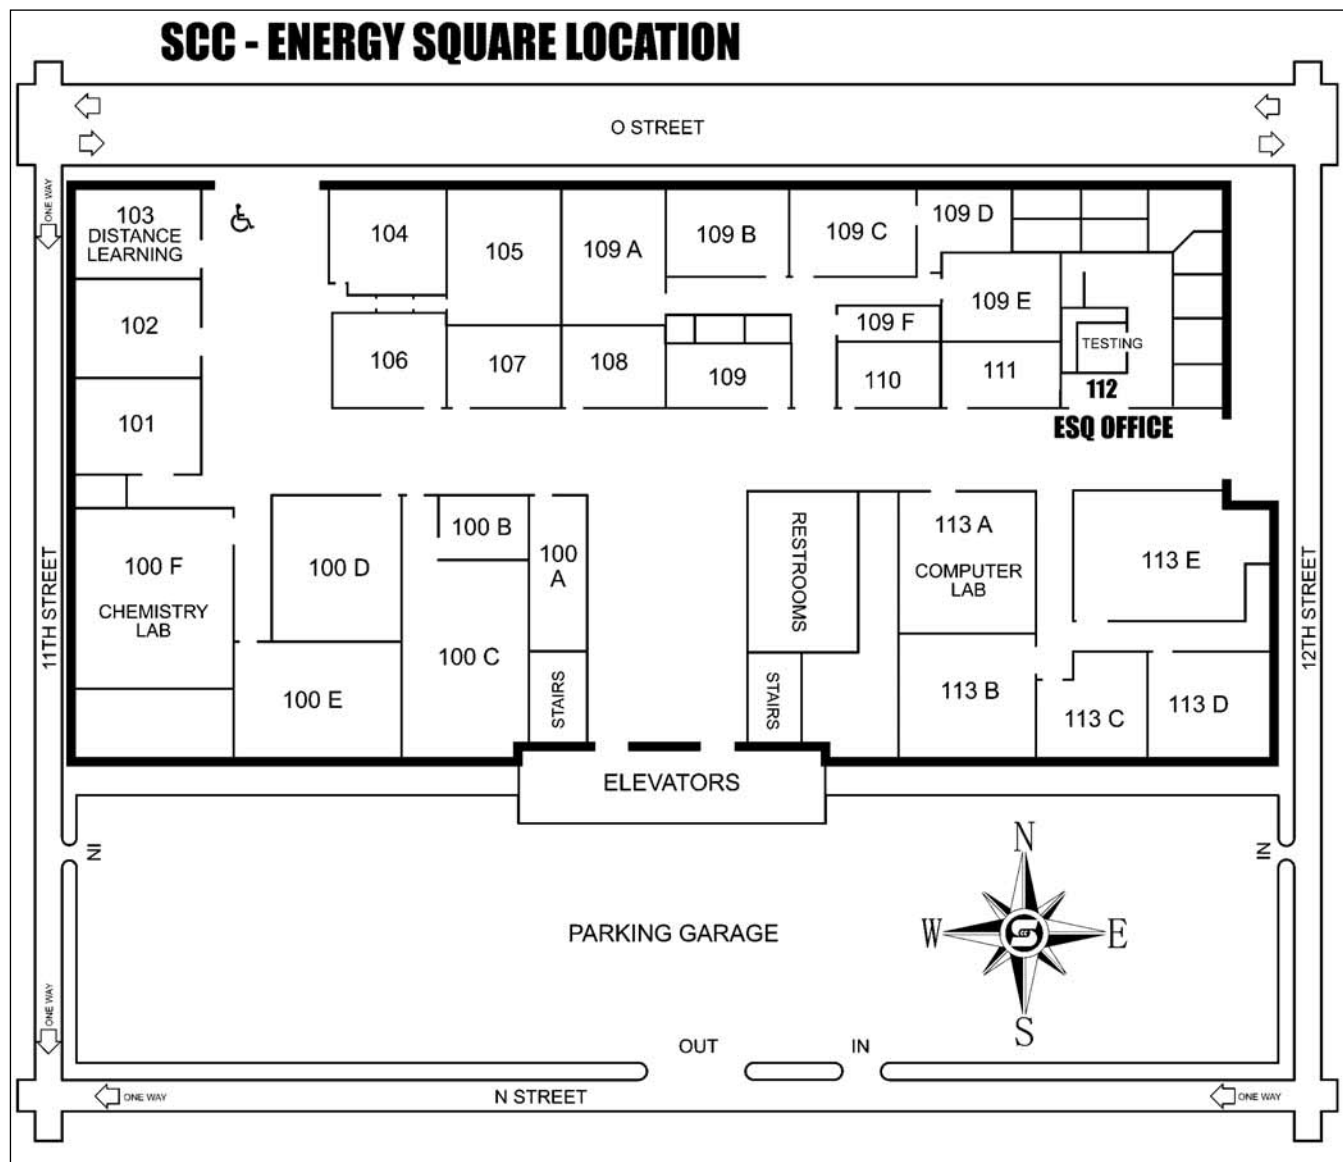 SCC - ENERGY SQUARE LOCATION
O STREET
ONE WAY
103
DISTANCE
LEARNING
104
105
109 A
109 B
109 C
109 D
102
106
107
108
109
109 F
109 E
110
111
TESTING
112
ESQ OFFICE
101
11TH STREET
12TH STREET
100 F
CHEMISTRY
LAB
100 D
100 B
100
A
100 C
100 E
STAIRS
RESTROOMS
STAIRS
113 A
COMPUTER
LAB
113 E
113 B
113 C
113 D
ELEVATORS
IN
IN
PARKING GARAGE
N
W
E
S
ONE WAY
OUT
IN
ONE WAY
N STREET
ONE WAY